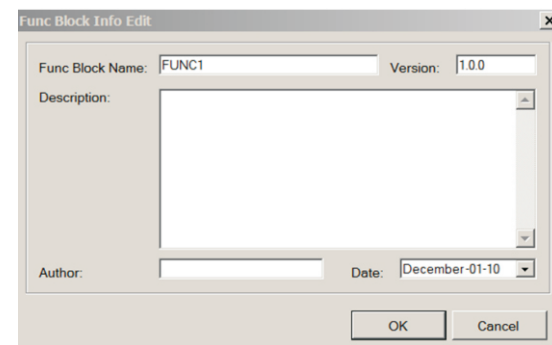 Func Block Info Edit
Func Block Name: FUNC1 Version: 1.0.0
Description:
Author: Date: December-01-10
OK Cancel